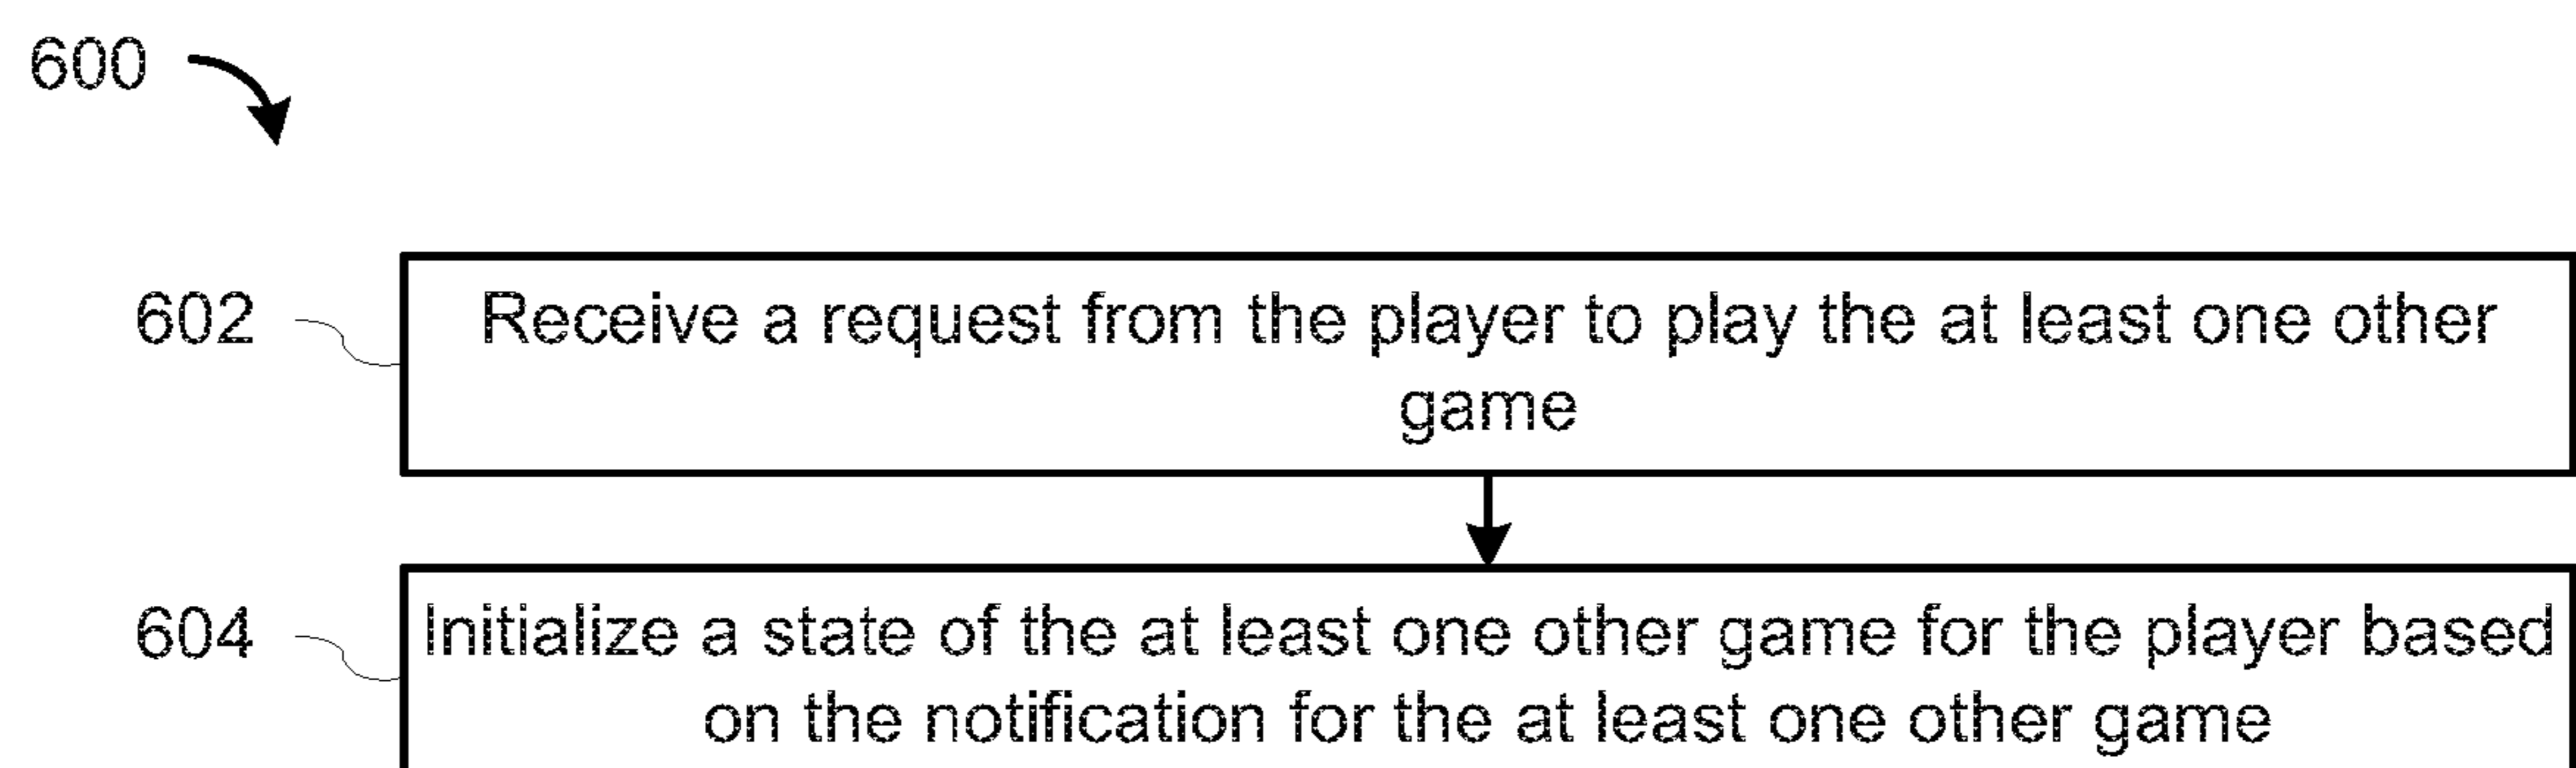 600
602
Receive a request from the player to play the at least one other
game
604
Initialize a state of the at least one other game for the player based
on the notification for the at least one other game